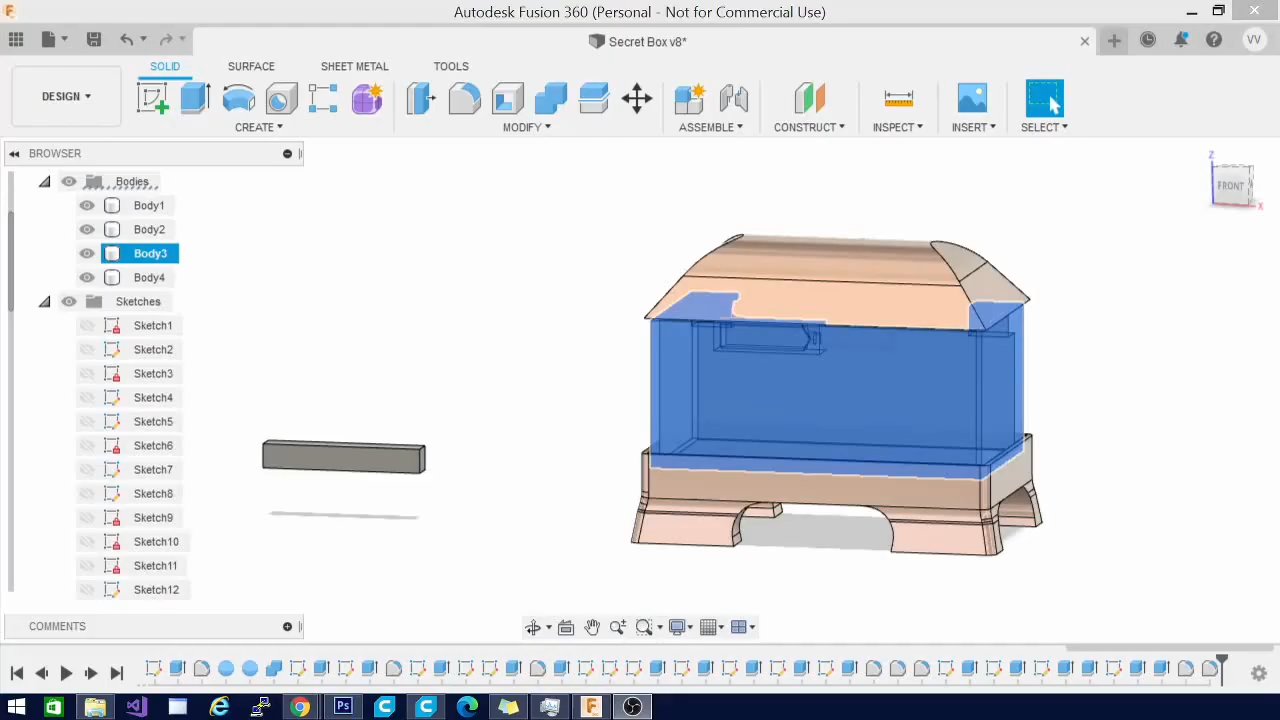 Autodesk Fusion 360 (Personal - Not for Commercial Use)
Secret Box v8*
VV
DESIGN
SOLID
SURFACE
SHEET METAL
TOOLS
CREATE
MODIFY
ASSEMBLE
CONSTRUCT
INSPECT
INSERT
SELECT
BROWSER
Z
FRONT
X
Bodies
Body1
Body2
Body3
Body4
Sketches
Sketch1
Sketch2
Sketch3
Sketch4
Sketch5
Sketch6
Sketch7
Sketch8
Sketch9
Sketch10
Sketch11
Sketch12
COMMENTS
Ps